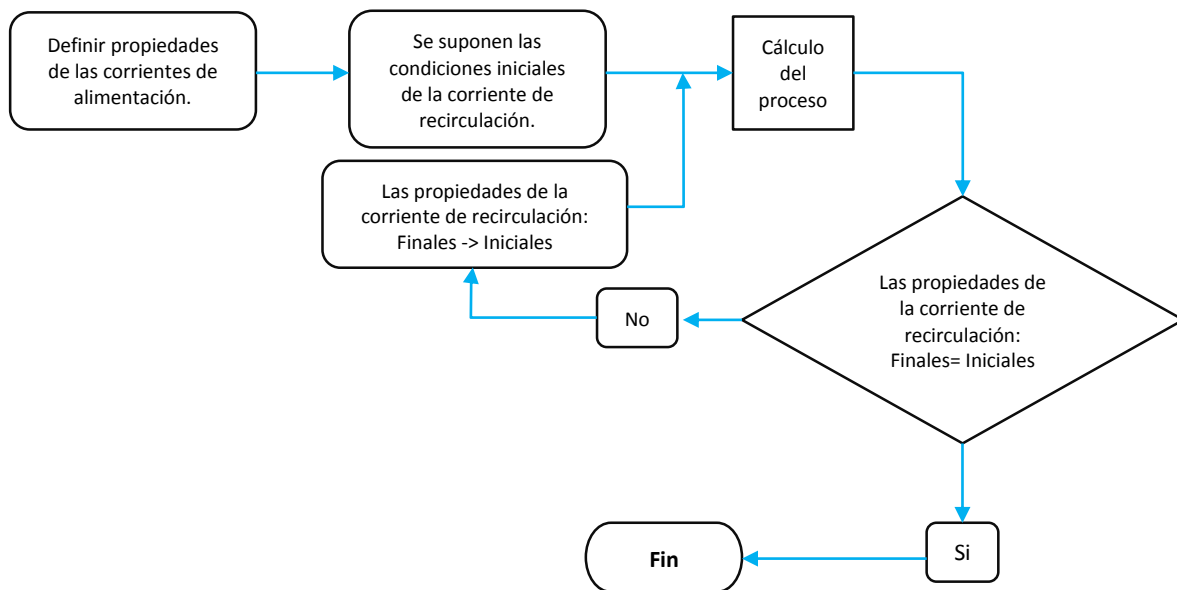 Definir propiedades
de las corrientes de
alimentación.
Se suponen las
condiciones iniciales
de la corriente de
recirculación.
Cálculo
del
proceso
Las propiedades de la
corriente de recirculación:
Finales -> Iniciales
No
Las propiedades de
la corriente de
recirculación:
Finales= Iniciales
Si
Fin